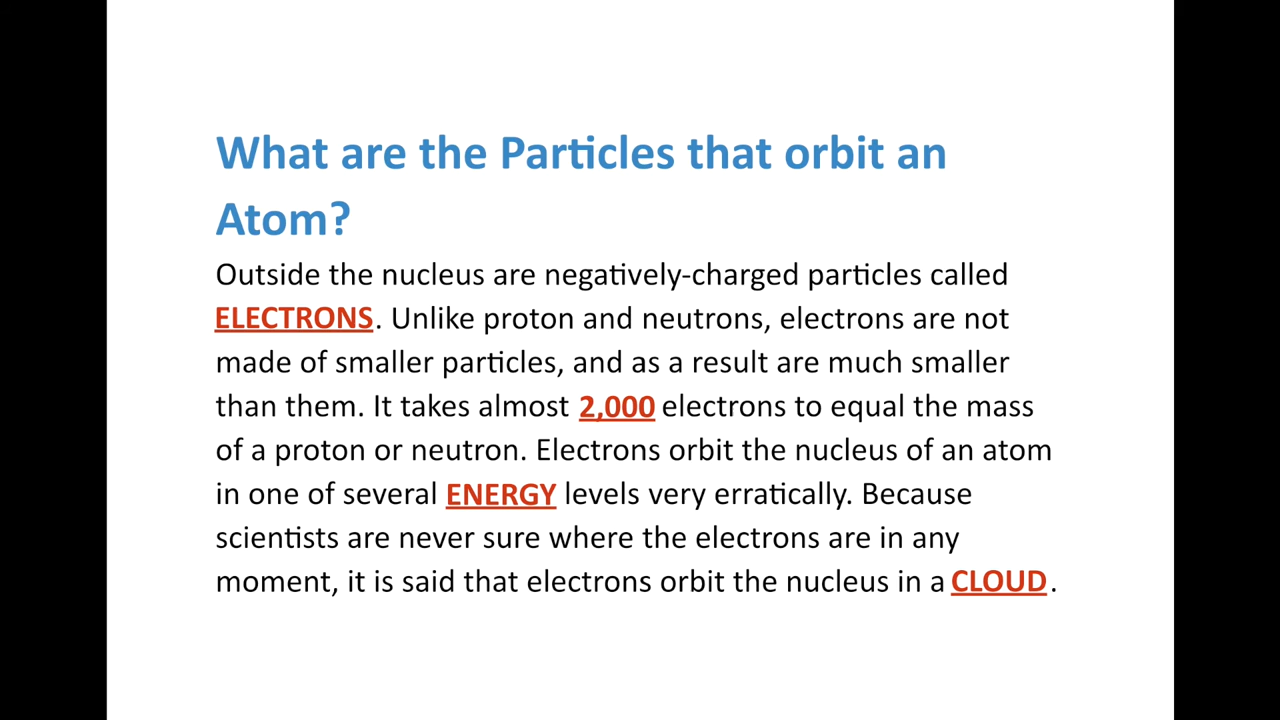 What are the Particles that orbit an
Atom?
Outside the nucleus are negatively-charged particles called
ELECTRONS. Unlike proton and neutrons, electrons are not
made of smaller particles, and as a result are much smaller
than them. It takes almost 2,000 electrons to equal the mass
of a proton or neutron. Electrons orbit the nucleus of an atom
in one of several ENERGY levels very erratically. Because
scientists are never sure where the electrons are in any
moment, it is said that electrons orbit the nucleus in a CLOUD.